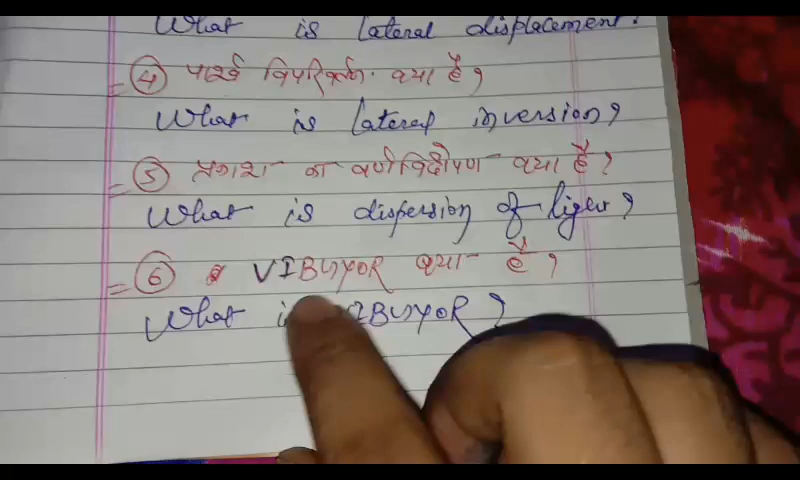 What is lateral displacement.
= ④ पार्श्व विपरिवर्तन क्या है?
What is lateral inversion?
= ⑤ प्रकाश का वर्ण विक्षेपण क्या है?
What is dispersion of light?
= ⑥ VIBGYOR क्या है?
What is VIBGYOR?